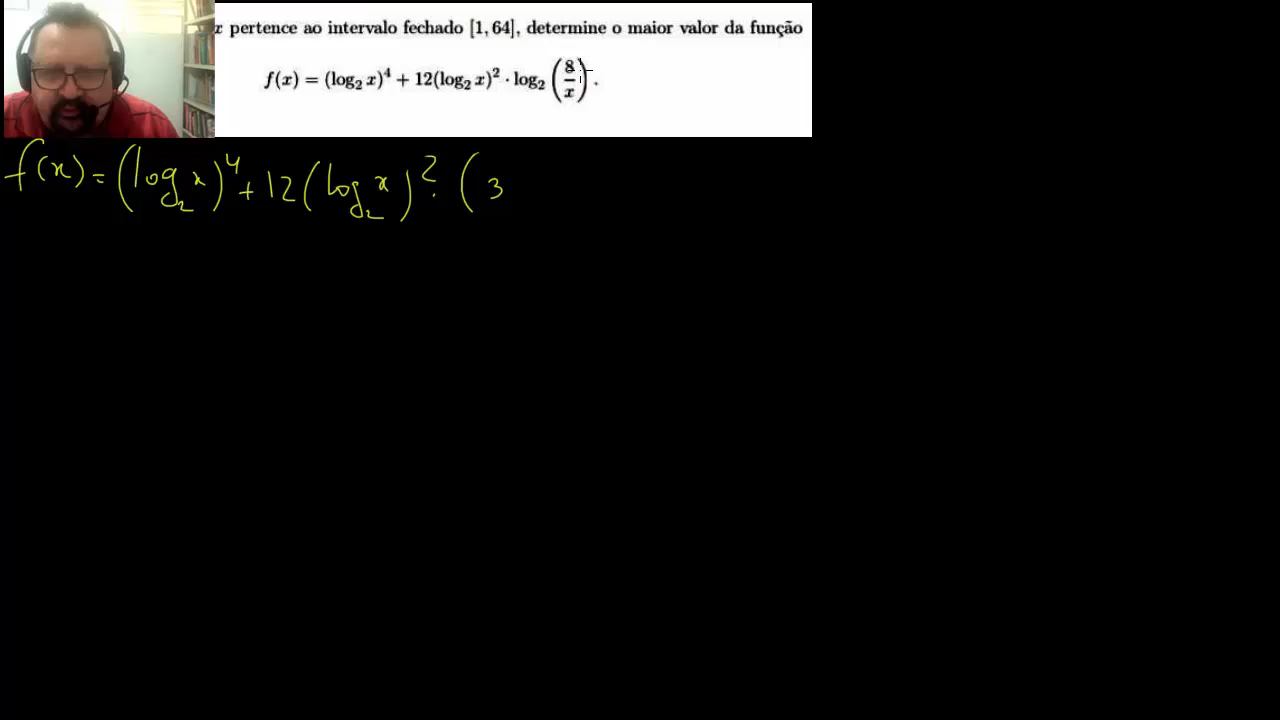 x pertence ao intervalo fechado [1, 64], determine o maior valor da função
f(x) = (log₂ x)⁴ + 12(log₂ x)² · log₂ (8/x).
f(x) = (log₂ x)⁴ + 12 (log₂ x)² · (3